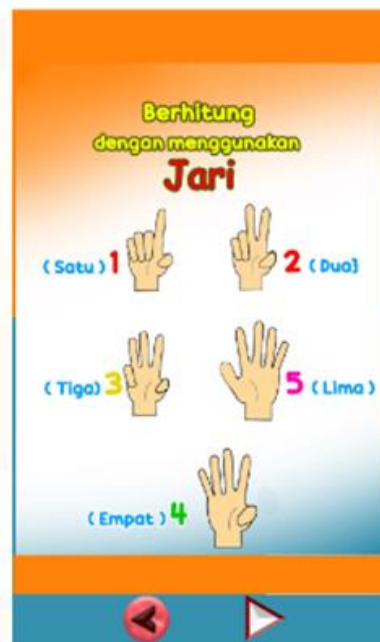 Berhitung
dengan menggunakan
Jari
( Satu ) 1
2 ( Dua}
( Tiga) 3
5 ( Lima )
( Empat ) 4